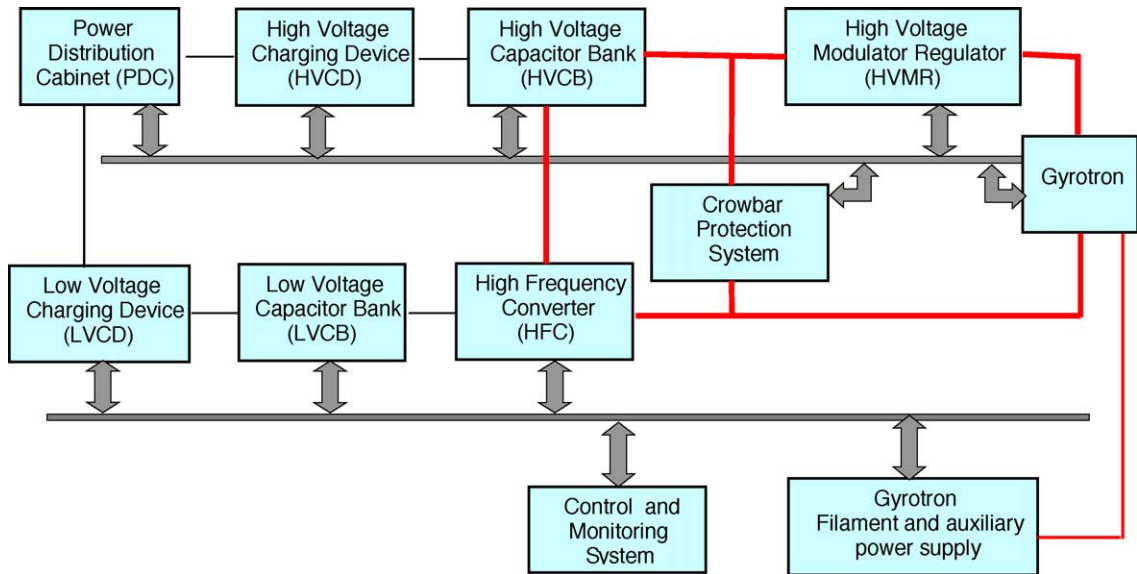 Power
Distribution
Cabinet (PDC)
High Voltage
Charging Device
(HVCD)
High Voltage
Capacitor Bank
(HVCB)
High Voltage
Modulator Regulator
(HVMR)
Gyrotron
Crowbar
Protection
System
Low Voltage
Charging Device
(LVCD)
Low Voltage
Capacitor Bank
(LVCB)
High Frequency
Converter
(HFC)
Control and
Monitoring
System
Gyrotron
Filament and auxiliary
power supply